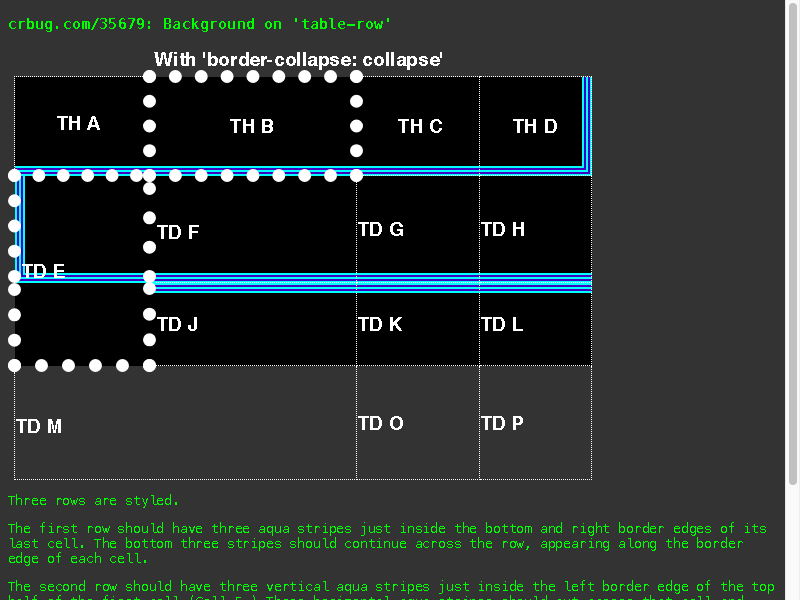 crbug.com/35679: Background on 'table-row'
With 'border-collapse: collapse'
TH A TH B TH C TH D
TD E TD F TD G TD H
TD J TD K TD L
TD M TD O TD P
Three rows are styled.
The first row should have three aqua stripes just inside the bottom and right border edges of its
last cell. The bottom three stripes should continue across the row, appearing along the border
edge of each cell.
The second row should have three vertical aqua stripes just inside the left border edge of the top